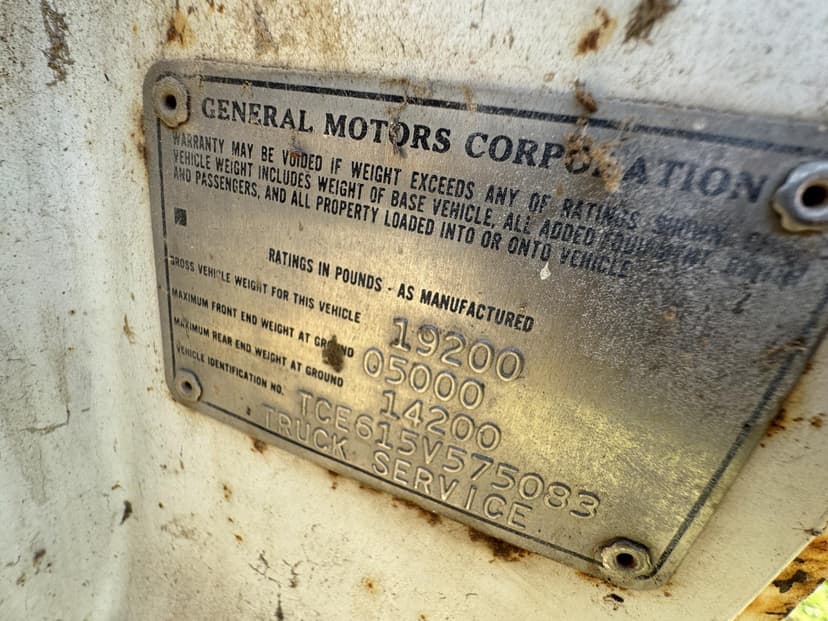 GENERAL MOTORS CORPORATION
WARRANTY MAY BE VOIDED IF WEIGHT EXCEEDS ANY OF RATINGS SHOWN.
VEHICLE WEIGHT INCLUDES WEIGHT OF BASE VEHICLE, ALL ADDED EQUIPMENT, DRIVER
AND PASSENGERS, AND ALL PROPERTY LOADED INTO OR ONTO VEHICLE
RATINGS IN POUNDS - AS MANUFACTURED
GROSS VEHICLE WEIGHT FOR THIS VEHICLE 19200
MAXIMUM FRONT END WEIGHT AT GROUND 05000
MAXIMUM REAR END WEIGHT AT GROUND 14200
VEHICLE IDENTIFICATION NO. TCE615V575083
TRUCK SERVICE